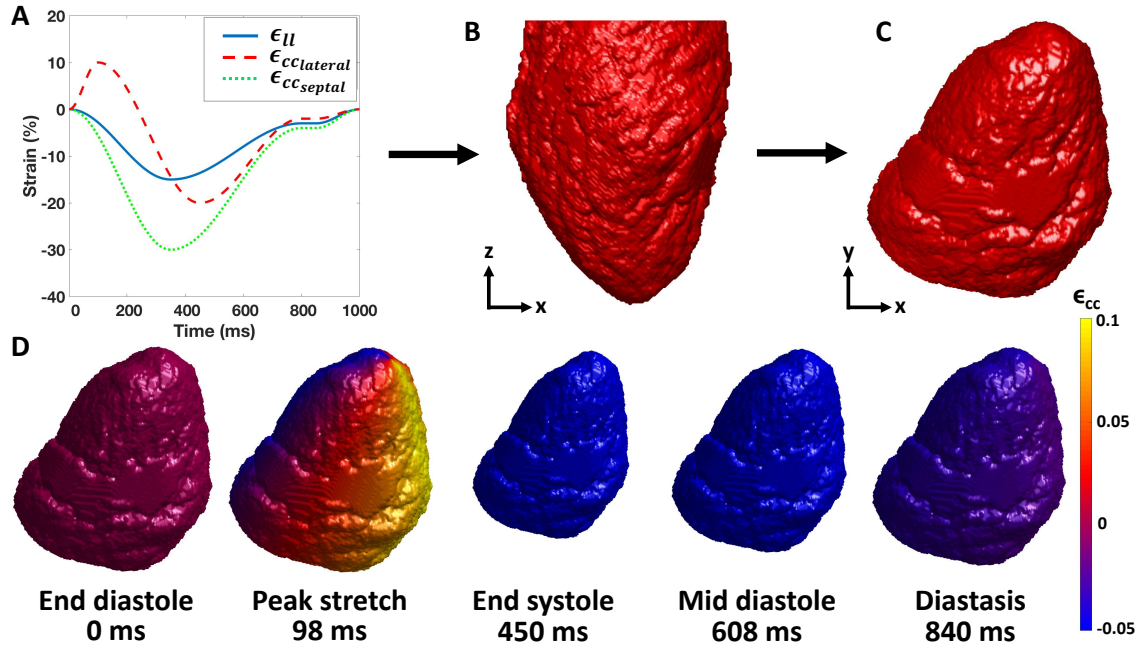 A
B
C
20
10
0
-10
-20
-30
-40
Strain (%)
ϵll
ϵcclateral
ϵccseptal
0 200 400 600 800 1000
Time (ms)
z
x
y
x
D
ϵcc
0.1
0.05
0
-0.05
End diastole
0 ms
Peak stretch
98 ms
End systole
450 ms
Mid diastole
608 ms
Diastasis
840 ms